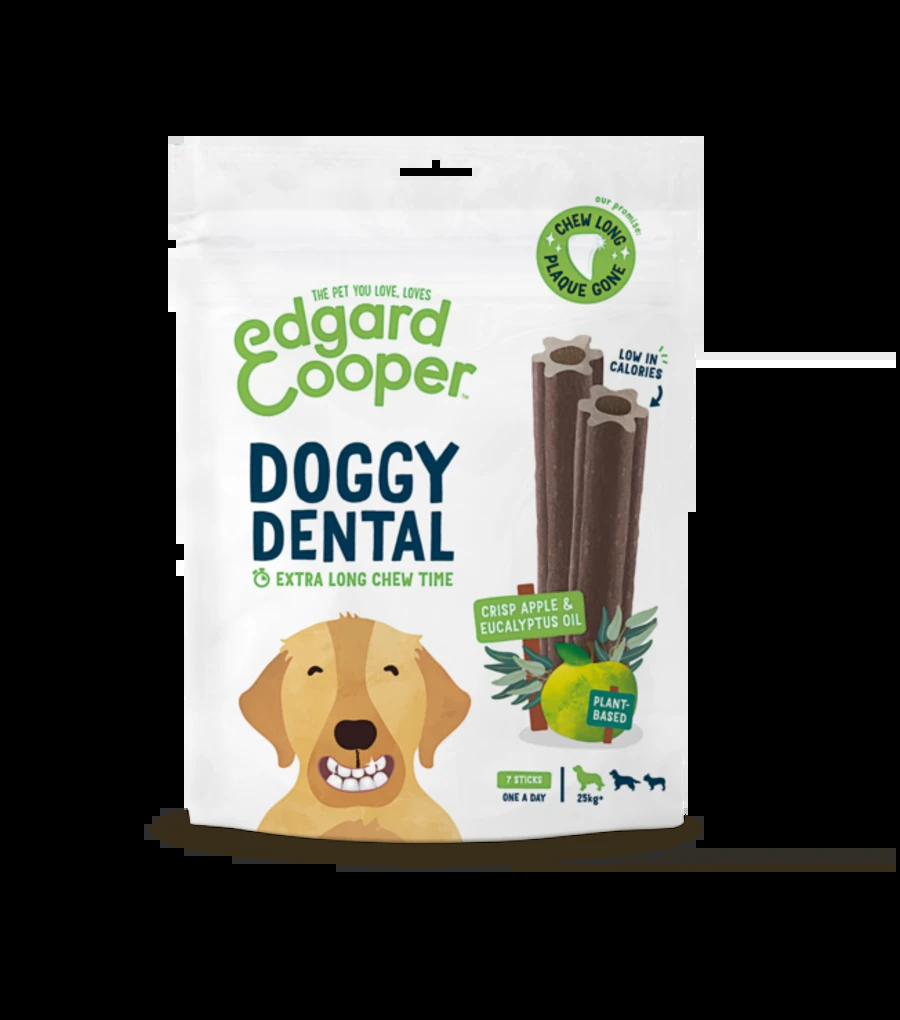 our promise:
CHEW LONG
PLAQUE GONE
THE PET YOU LOVE, LOVES
edgard
Cooper™
LOW IN
CALORIES
DOGGY
DENTAL
EXTRA LONG CHEW TIME
CRISP APPLE &
EUCALYPTUS OIL
PLANT-
BASED
7 STICKS
ONE A DAY
25kg+